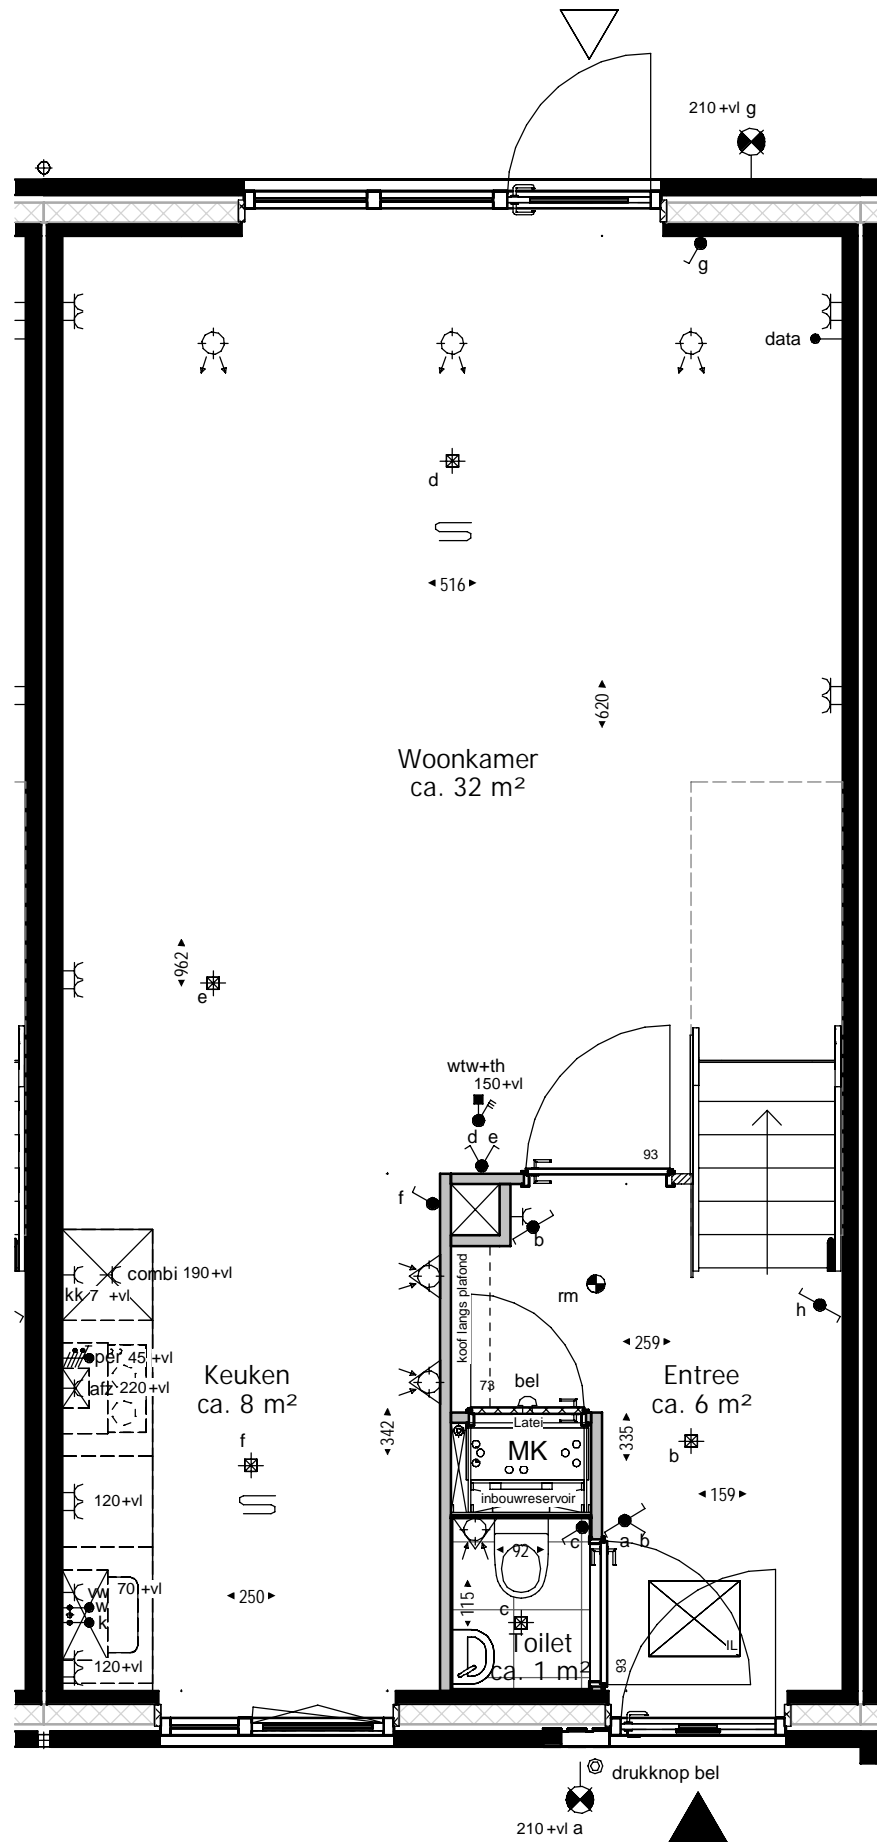 210+vl g
g
data
d
516
620
Woonkamer
ca. 32 m²
962
e
wtw+th
150+vl
d e
93
f
b
combi 190+vl
kk 7 +vl
koof langs plafond
rm
h
per 45 +vl
afz 220+vl
Keuken
ca. 8 m²
259
73
bel
Entree
ca. 6 m²
Latei
MK
342
335
f
b
inbouwreservoir
120+vl
159
c
a b
92
vw 70 +vl
w
k
250
115
c
Toilet
ca. 1 m²
IL
93
120+vl
drukknop bel
210+vl a